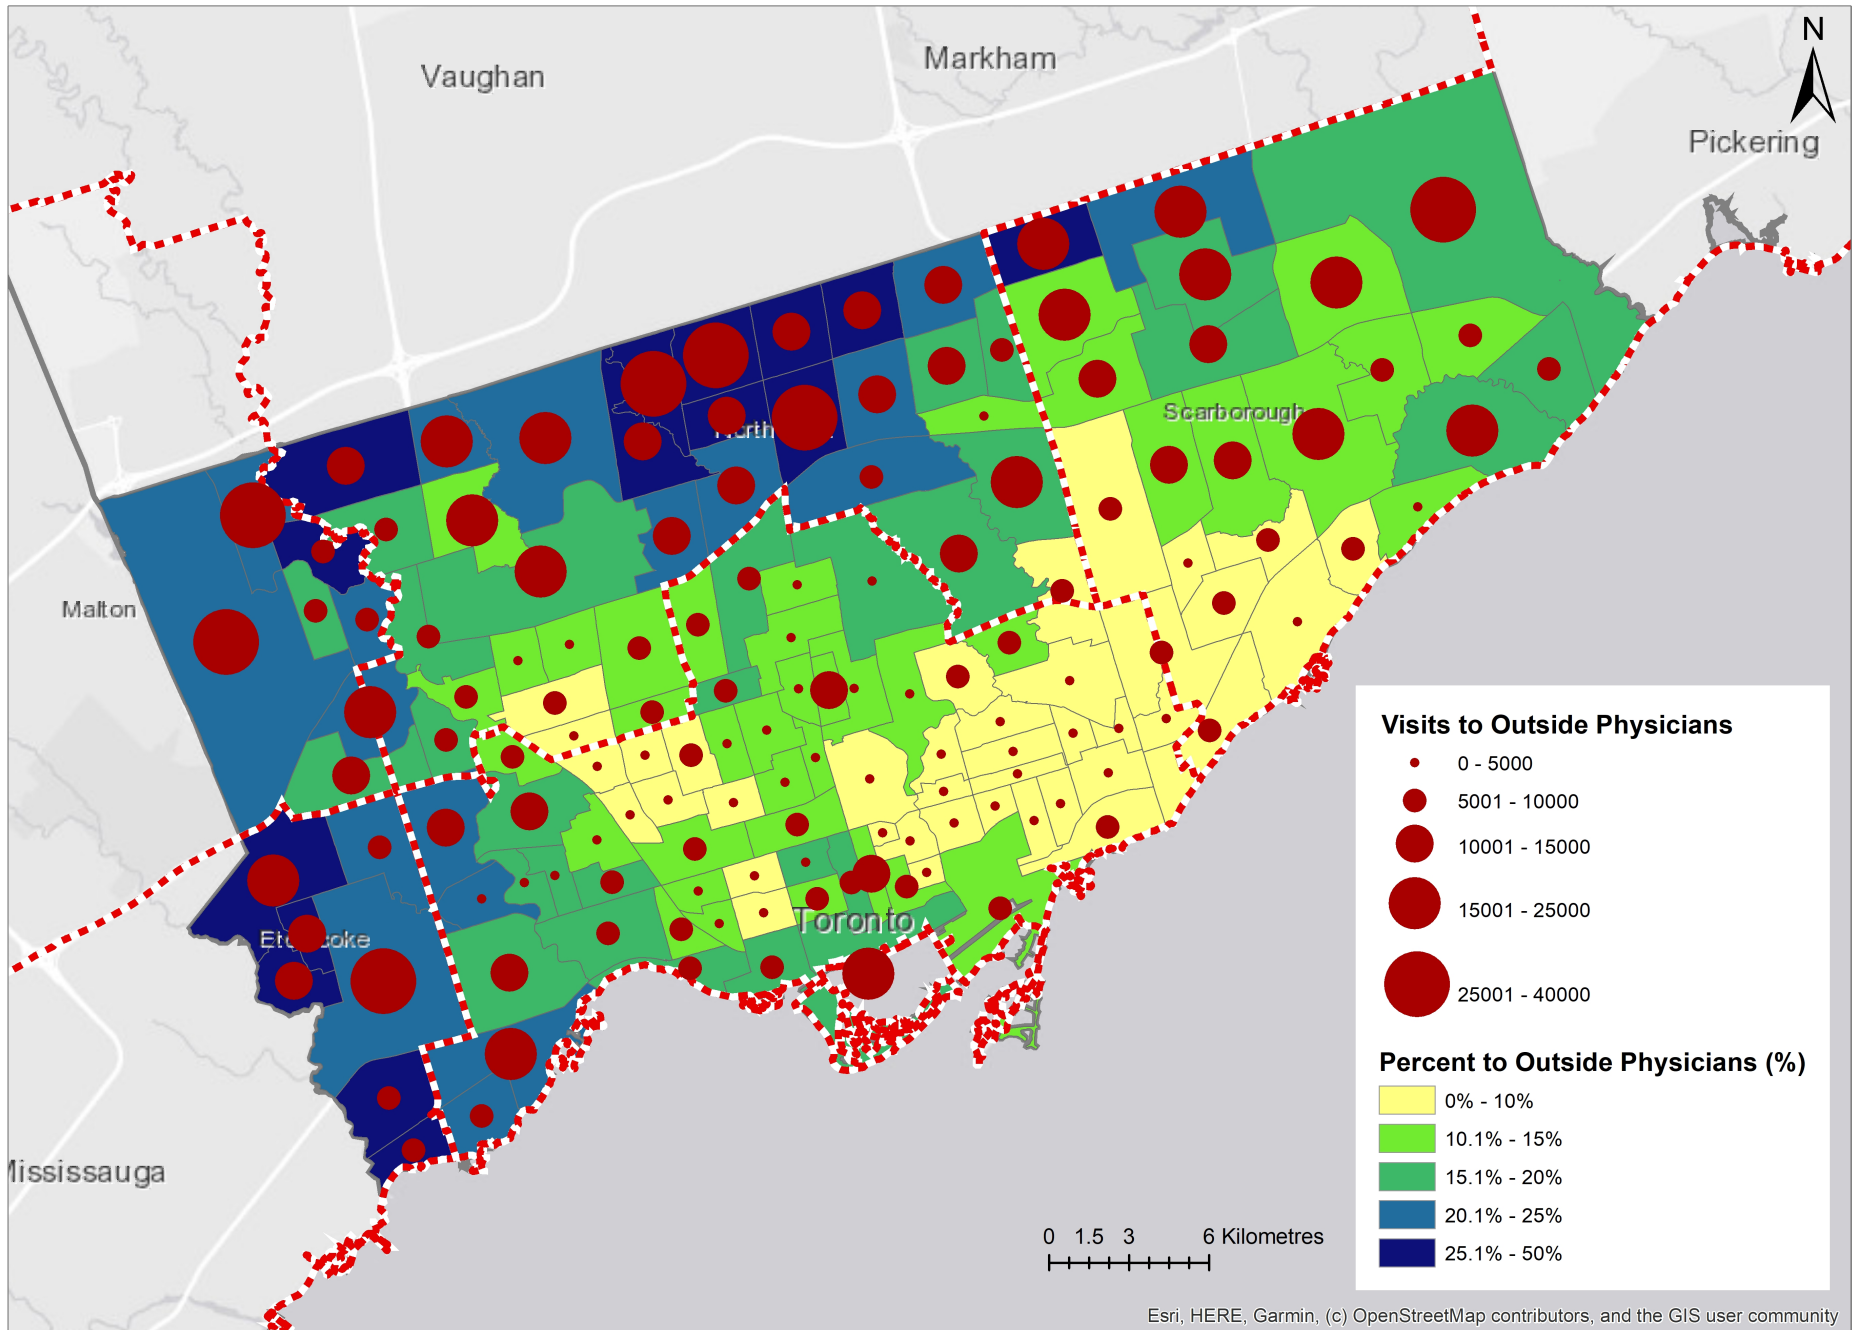 N
Markham
Vaughan
Pickering
Scarborough
North
Malton
Toronto
Mississauga
Visits to Outside Physicians
0 - 5000
5001 - 10000
10001 - 15000
15001 - 25000
25001 - 40000
Percent to Outside Physicians (%)
0% - 10%
10.1% - 15%
15.1% - 20%
20.1% - 25%
25.1% - 50%
0 1.5 3 6 Kilometres
Esri, HERE, Garmin, (c) OpenStreetMap contributors, and the GIS user community